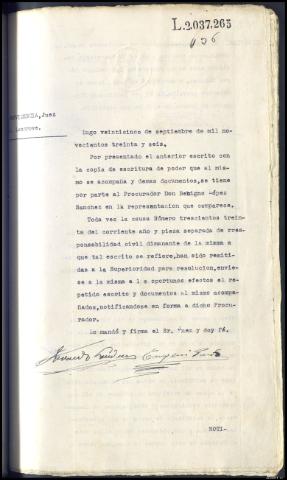 L.2.037.263
PROVIDENCIA, Juez
Lugo veinticinco de septiembre de mil no-
vecientos treinta y seis.
Por presentado el anterior escrito con
la copia de escritura de poder que al mis-
mo se acompaña y demas documentos,se tiene
por parte al Procurador Don Benigno López
Sanchez en la representacion que comparece.
Toda vez la causa Número trescientos trein-
ta del corriente año y pieza separada de rres-
ponsabilidad civil dimanante de la misma a
que tal escrito se refiere,han sido remiti-
das a la Superioridad para resolucion,envie-
se a la misma a los oportunos efectos el re-
petido escrito y documentos al mismo acompa-
ñados,notificandose en forma a dicho Procu-
rador.
Lo mandó y firma el Sr. Juez y doy fé.
NOTI-